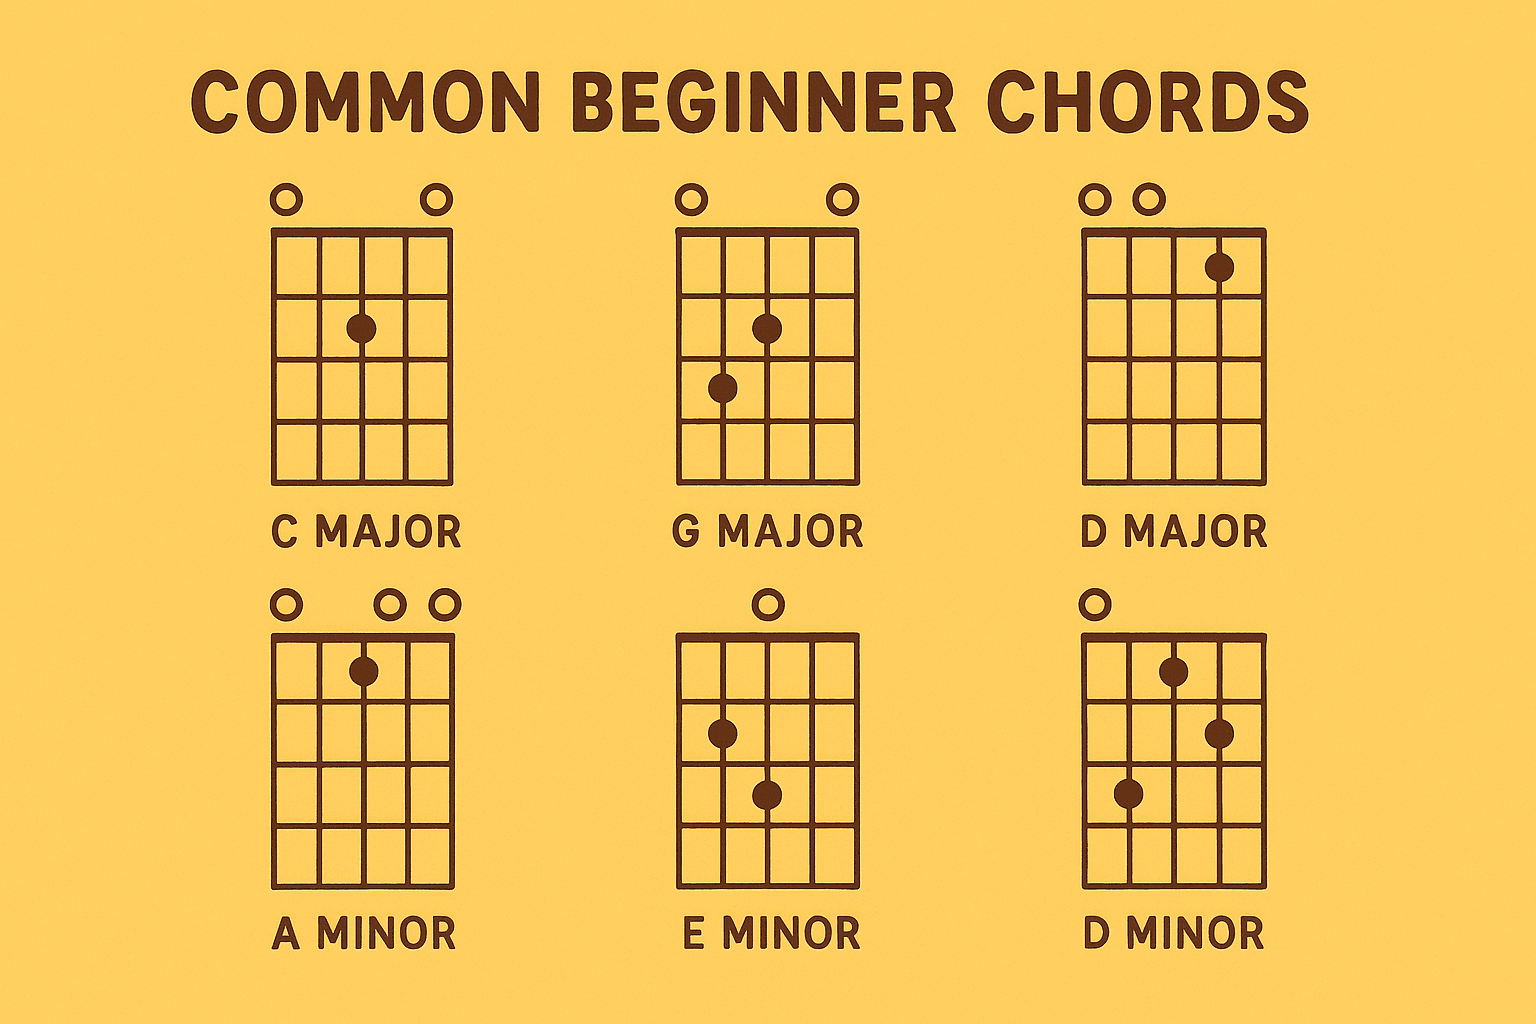 COMMON BEGINNER CHORDS
C MAJOR
G MAJOR
D MAJOR
A MINOR
E MINOR
D MINOR